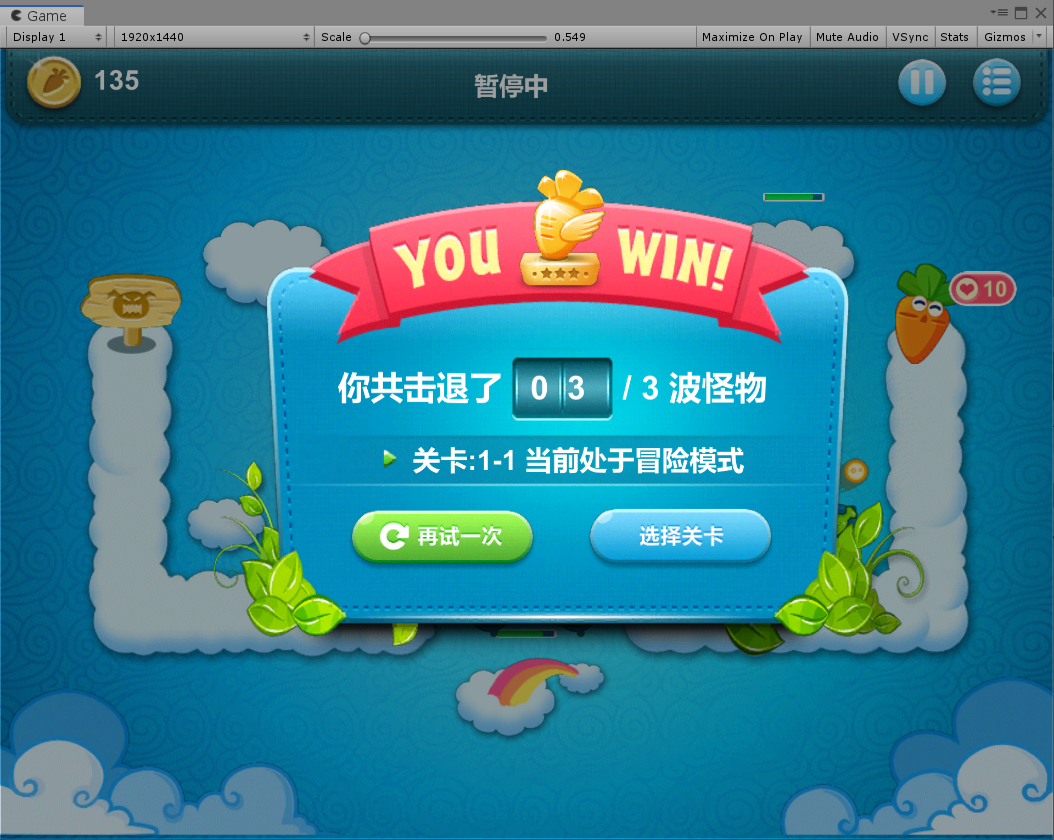 Game
Display 1 1920x1440 Scale 0.549 Maximize On Play Mute Audio VSync Stats Gizmos
135 暂停中
YOU WIN!
10
你共击退了 03 / 3 波怪物
关卡:1-1 当前处于冒险模式
再试一次 选择关卡